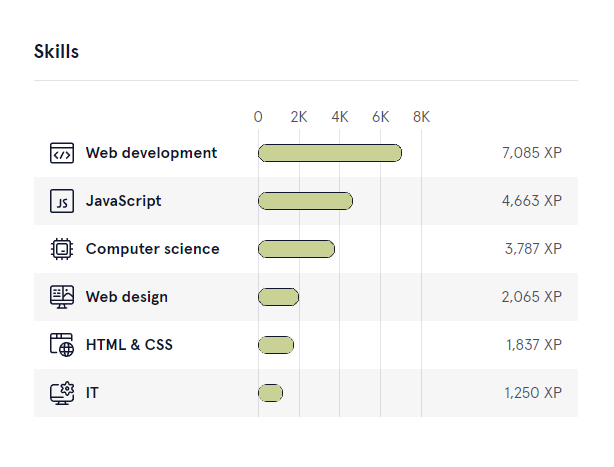 Skills
0 2K 4K 6K 8K
</> Web development 7,085 XP
JS JavaScript 4,663 XP
Computer science 3,787 XP
Web design 2,065 XP
HTML & CSS 1,837 XP
IT 1,250 XP